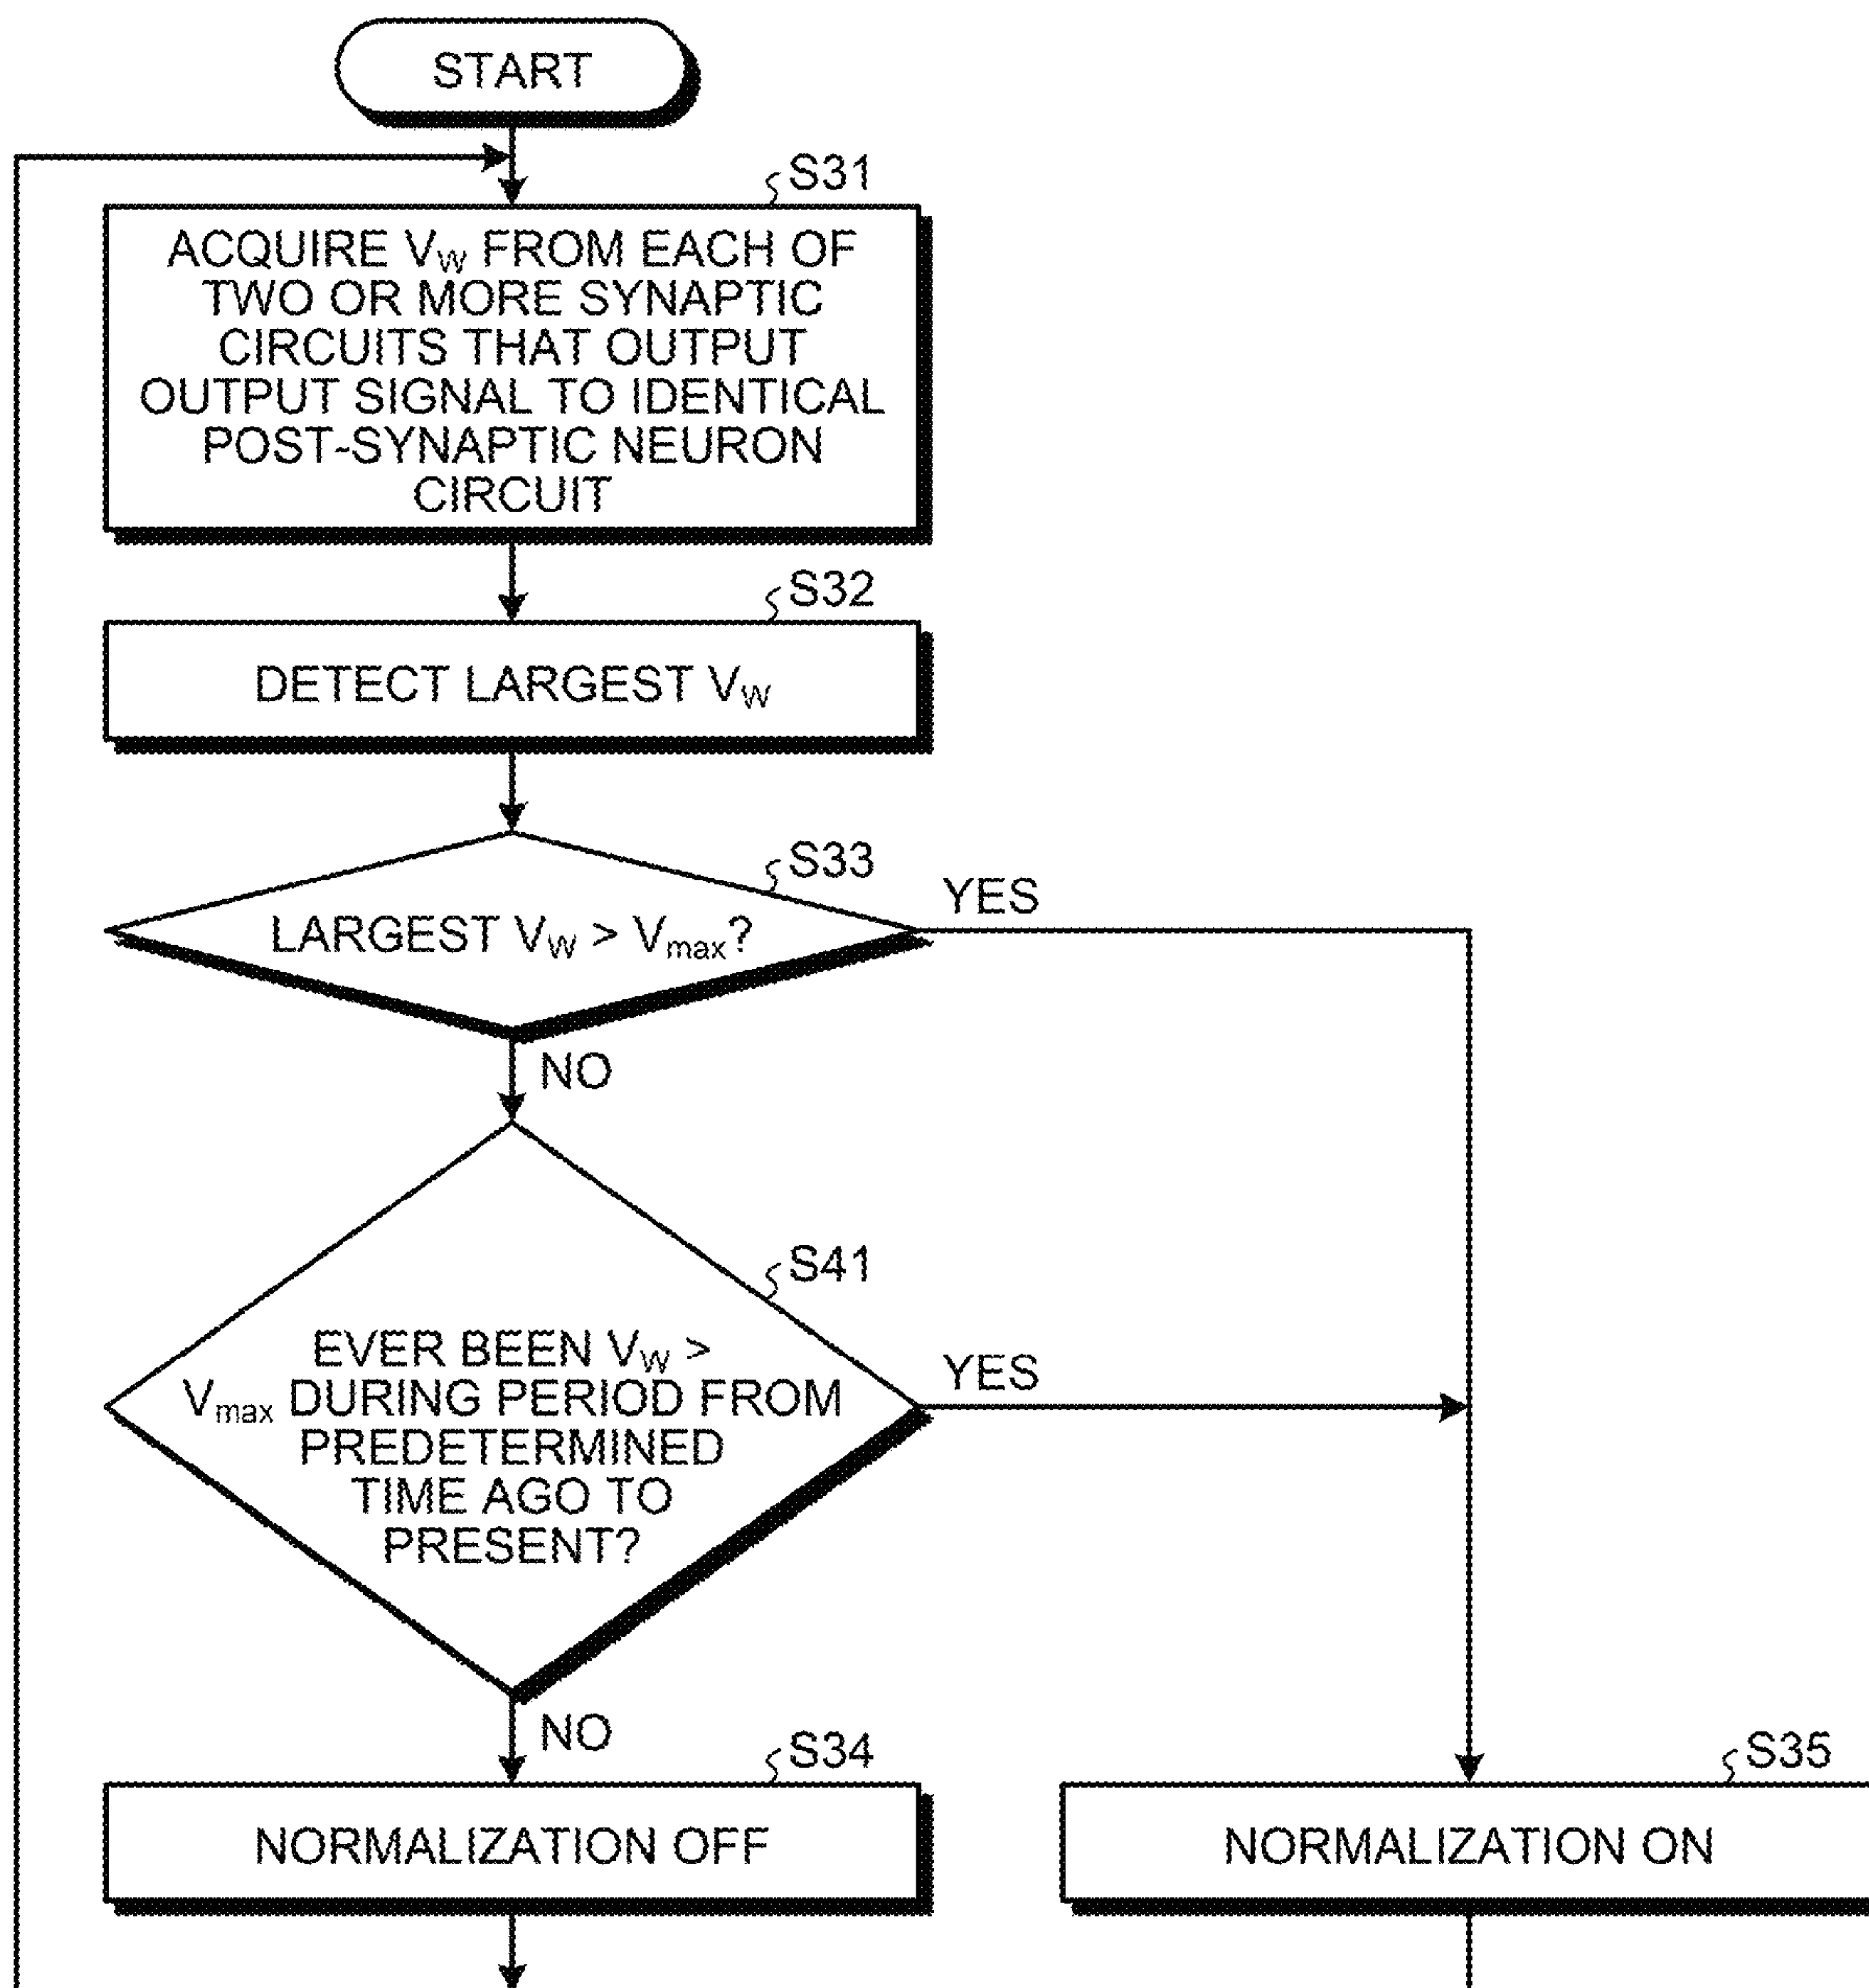 START
S31
ACQUIRE VW FROM EACH OF
TWO OR MORE SYNAPTIC
CIRCUITS THAT OUTPUT
OUTPUT SIGNAL TO IDENTICAL
POST-SYNAPTIC NEURON
CIRCUIT
S32
DETECT LARGEST VW
S33
LARGEST VW > Vmax?
YES
NO
S41
EVER BEEN VW >
Vmax DURING PERIOD FROM
PREDETERMINED
TIME AGO TO
PRESENT?
YES
NO
S34
NORMALIZATION OFF
S35
NORMALIZATION ON